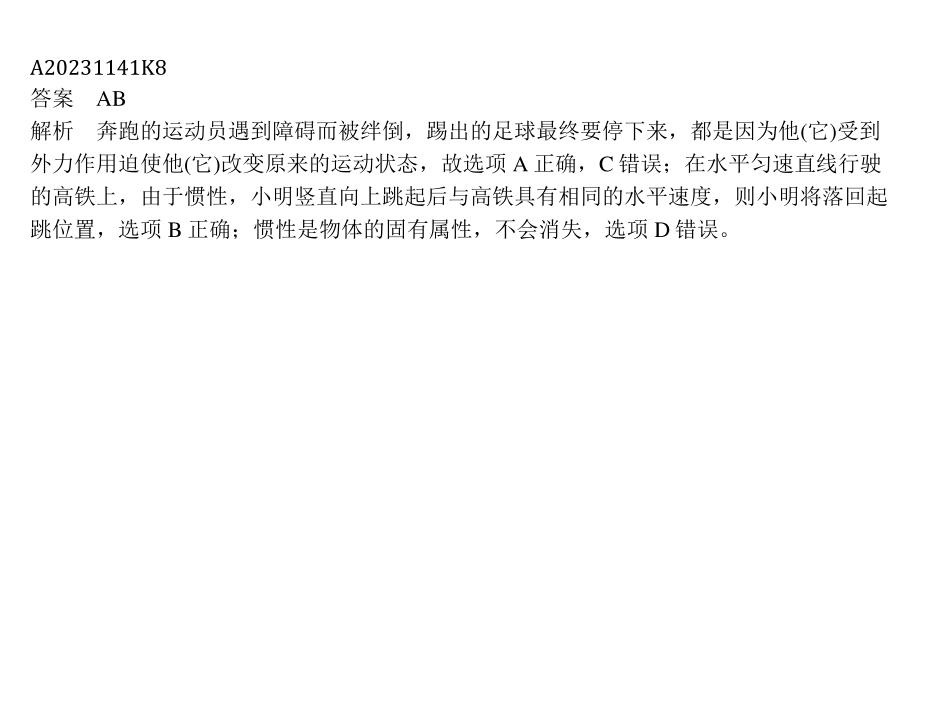 A20231141K8
答案　AB
解析　奔跑的运动员遇到障碍而被绊倒，踢出的足球最终要停下来，都是因为他(它)受到
外力作用迫使他(它)改变原来的运动状态，故选项 A 正确，C 错误；在水平匀速直线行驶
的高铁上，由于惯性，小明竖直向上跳起后与高铁具有相同的水平速度，则小明将落回起
跳位置，选项 B 正确；惯性是物体的固有属性，不会消失，选项 D 错误。